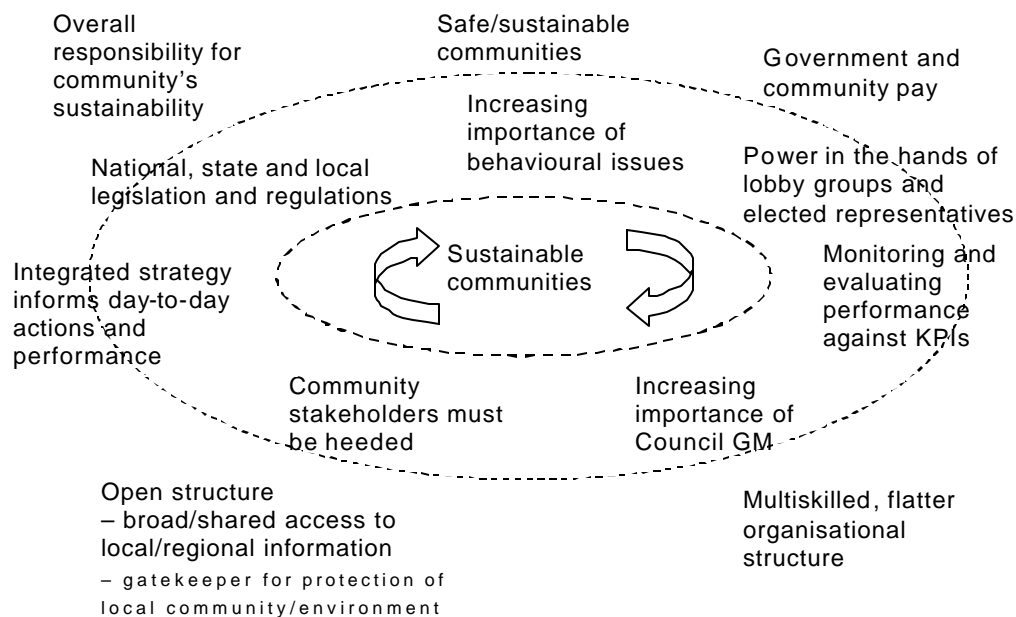 Overall
responsibility for
community's
sustainability
Safe/sustainable
communities
Government and
community pay
Increasing
importance of
behavioural issues
National, state and local
legislation and regulations
Power in the hands of
lobby groups and
elected representatives
Sustainable
communities
Integrated strategy
informs day-to-day
actions and
performance
Monitoring and
evaluating
performance
against KPIs
Community
stakeholders must
be heeded
Increasing
importance of
Council GM
Open structure
– broad/shared access to
local/regional information
– gatekeeper for protection of
local community/environment
Multiskilled, flatter
organisational
structure